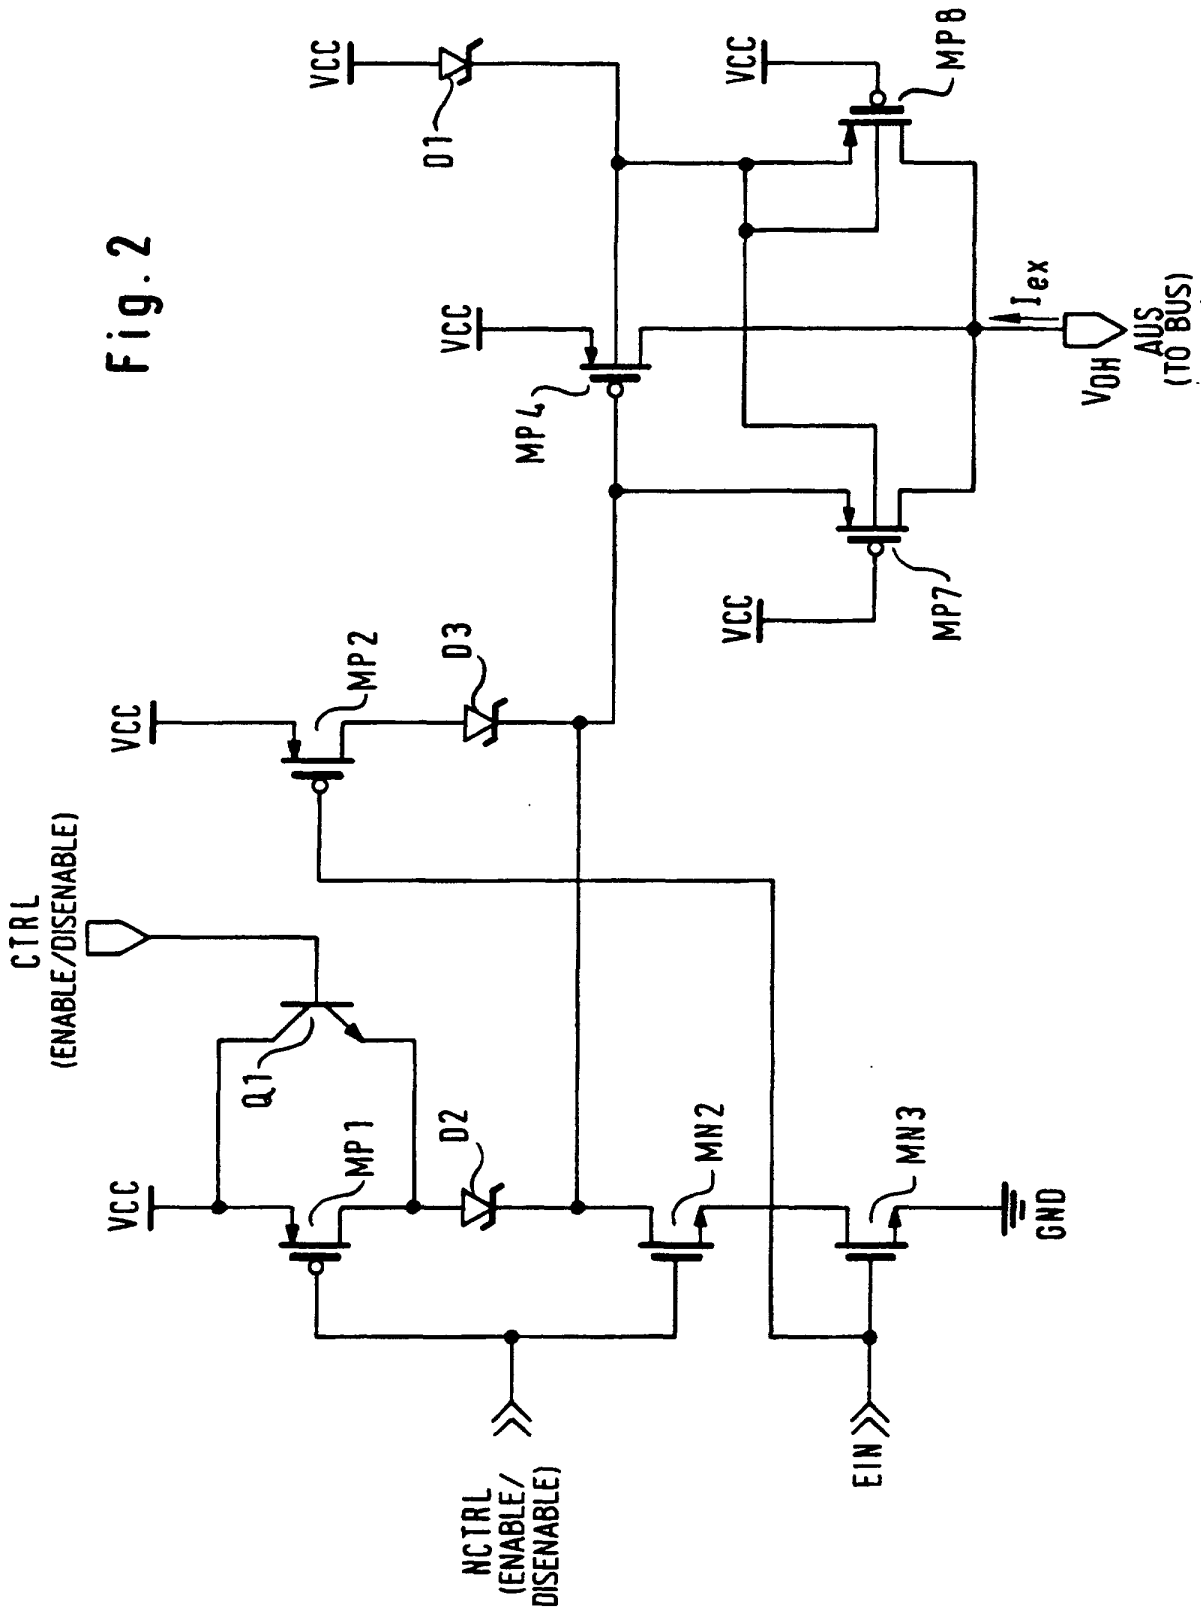 Fig. 2
CTRL
(ENABLE/DISENABLE)
VCC
Q1
MP1
D2
VCC
MP2
D3
VCC
MP4
VCC
D1
NCTRL
(ENABLE/
DISENABLE)
MN2
EIN
MN3
GND
VCC
MP7
VCC
MP8
Iex
VOH
AUS
(TO BUS)